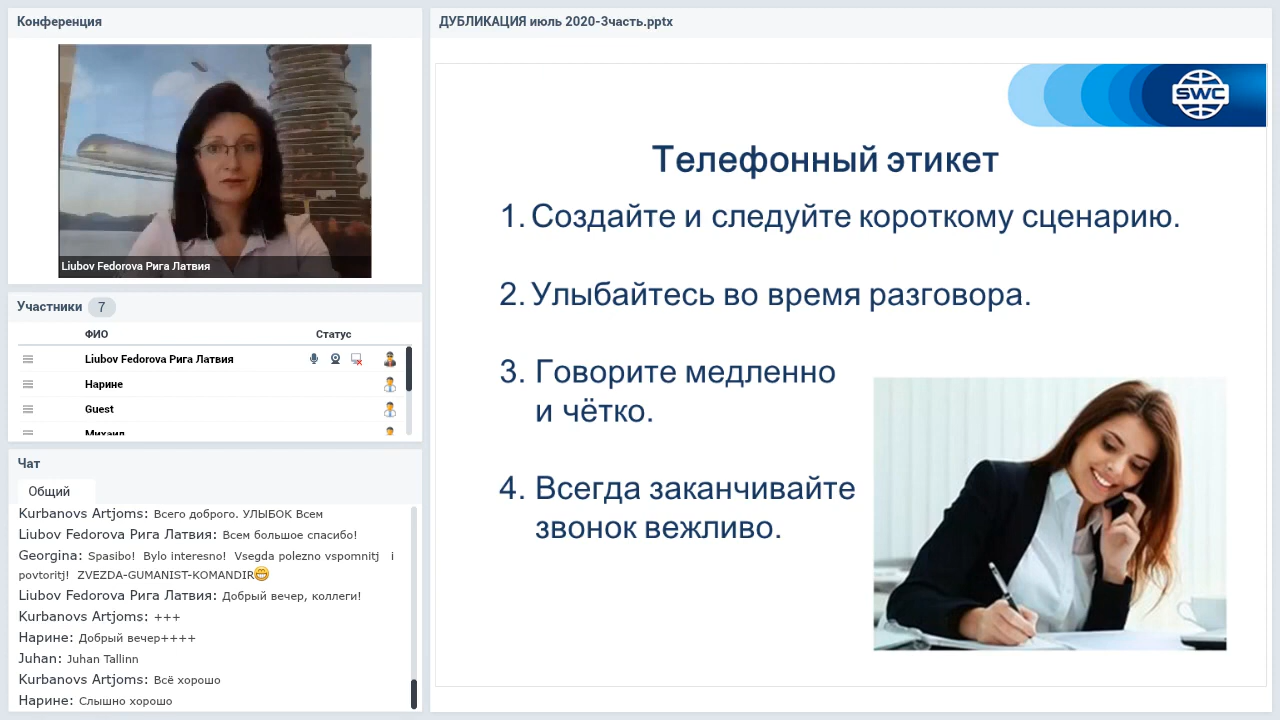 Конференция
Liubov Fedorova Рига Латвия
Участники 7
ФИО Статус
Liubov Fedorova Рига Латвия
Нарине
Guest
Михаил
Чат
Общий
Kurbanovs Artjoms: Всего доброго. УЛЫБОК Всем
Liubov Fedorova Рига Латвия: Всем большое спасибо!
Georgina: Spasibo! Bylo interesno! Vsegda polezno vspomnitj i
povtoritj! ZVEZDA-GUMANIST-KOMANDIR😁
Liubov Fedorova Рига Латвия: Добрый вечер, коллеги!
Kurbanovs Artjoms: +++
Нарине: Добрый вечер++++
Juhan: Juhan Tallinn
Kurbanovs Artjoms: Всё хорошо
Нарине: Слышно хорошо
ДУБЛИКАЦИЯ июль 2020-3часть.pptx
SWC
Телефонный этикет
1. Создайте и следуйте короткому сценарию.
2. Улыбайтесь во время разговора.
3. Говорите медленно
и чётко.
4. Всегда заканчивайте
звонок вежливо.